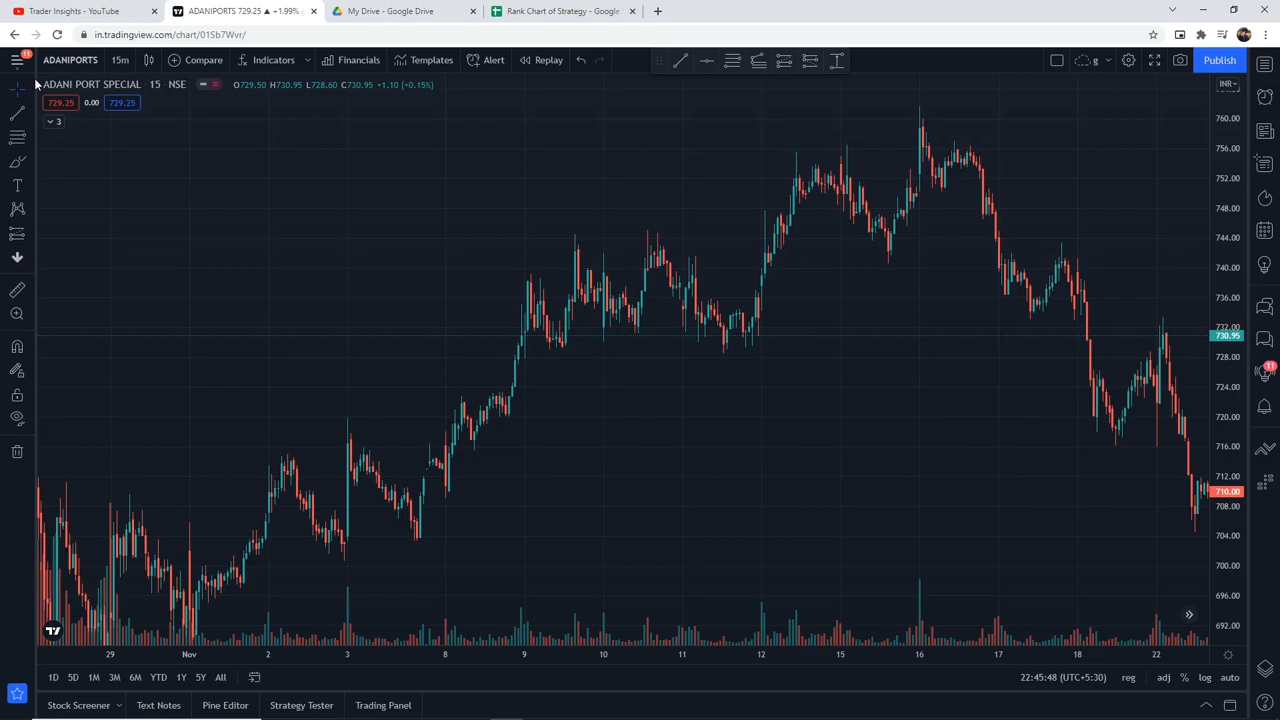 Trader Insights - YouTube
ADANIPORTS 729.25 ▲ +1.99%
My Drive - Google Drive
Rank Chart of Strategy - Google
in.tradingview.com/chart/01Sb7Wvr/
11
ADANIPORTS 15m Compare Indicators Financials Templates Alert Replay g Publish
ADANI PORT SPECIAL 15 NSE O729.50 H730.95 L728.60 C730.95 +1.10 (+0.15%) INR
729.25 0.00 729.25
3
760.00
756.00
752.00
748.00
744.00
740.00
736.00
732.00
730.95
728.00
724.00
720.00
716.00
712.00
710.00
708.00
704.00
700.00
696.00
692.00
11
29 Nov 2 3 8 9 10 11 12 15 16 17 18 22
1D 5D 1M 3M 6M YTD 1Y 5Y All 22:45:48 (UTC+5:30) reg adj % log auto
Stock Screener Text Notes Pine Editor Strategy Tester Trading Panel